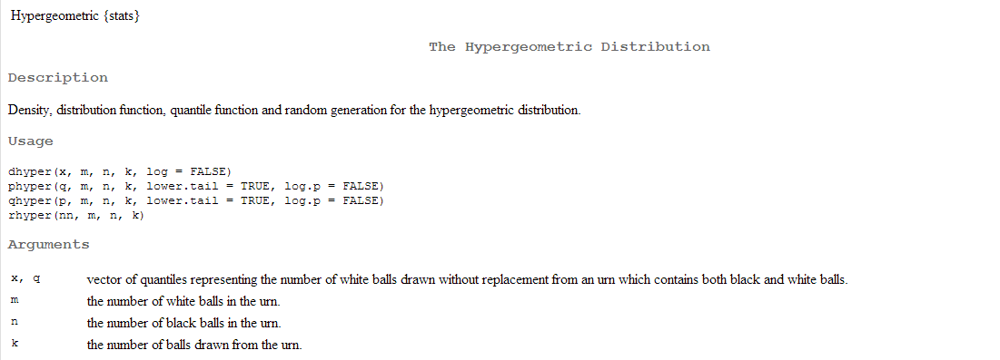 Hypergeometric {stats}
The Hypergeometric Distribution
Description
Density, distribution function, quantile function and random generation for the hypergeometric distribution.
Usage
dhyper(x, m, n, k, log = FALSE)
phyper(q, m, n, k, lower.tail = TRUE, log.p = FALSE)
qhyper(p, m, n, k, lower.tail = TRUE, log.p = FALSE)
rhyper(nn, m, n, k)
Arguments
x, q vector of quantiles representing the number of white balls drawn without replacement from an urn which contains both black and white balls.
m the number of white balls in the urn.
n the number of black balls in the urn.
k the number of balls drawn from the urn.